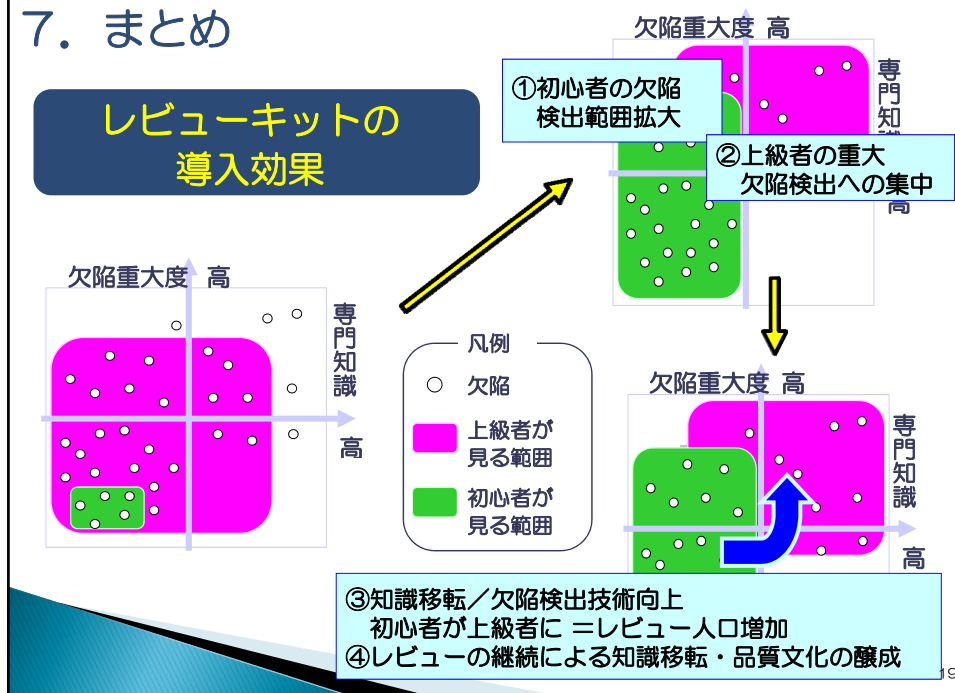 7．まとめ
レビューキットの
導入効果
欠陥重大度 高
専門知識
高
①初心者の欠陥
検出範囲拡大
②上級者の重大
欠陥検出への集中
欠陥重大度 高
専門知識
高
凡例
欠陥
上級者が
見る範囲
初心者が
見る範囲
欠陥重大度 高
専門知識
高
③知識移転／欠陥検出技術向上
初心者が上級者に ＝レビュー人口増加
④レビューの継続による知識移転・品質文化の醸成
19